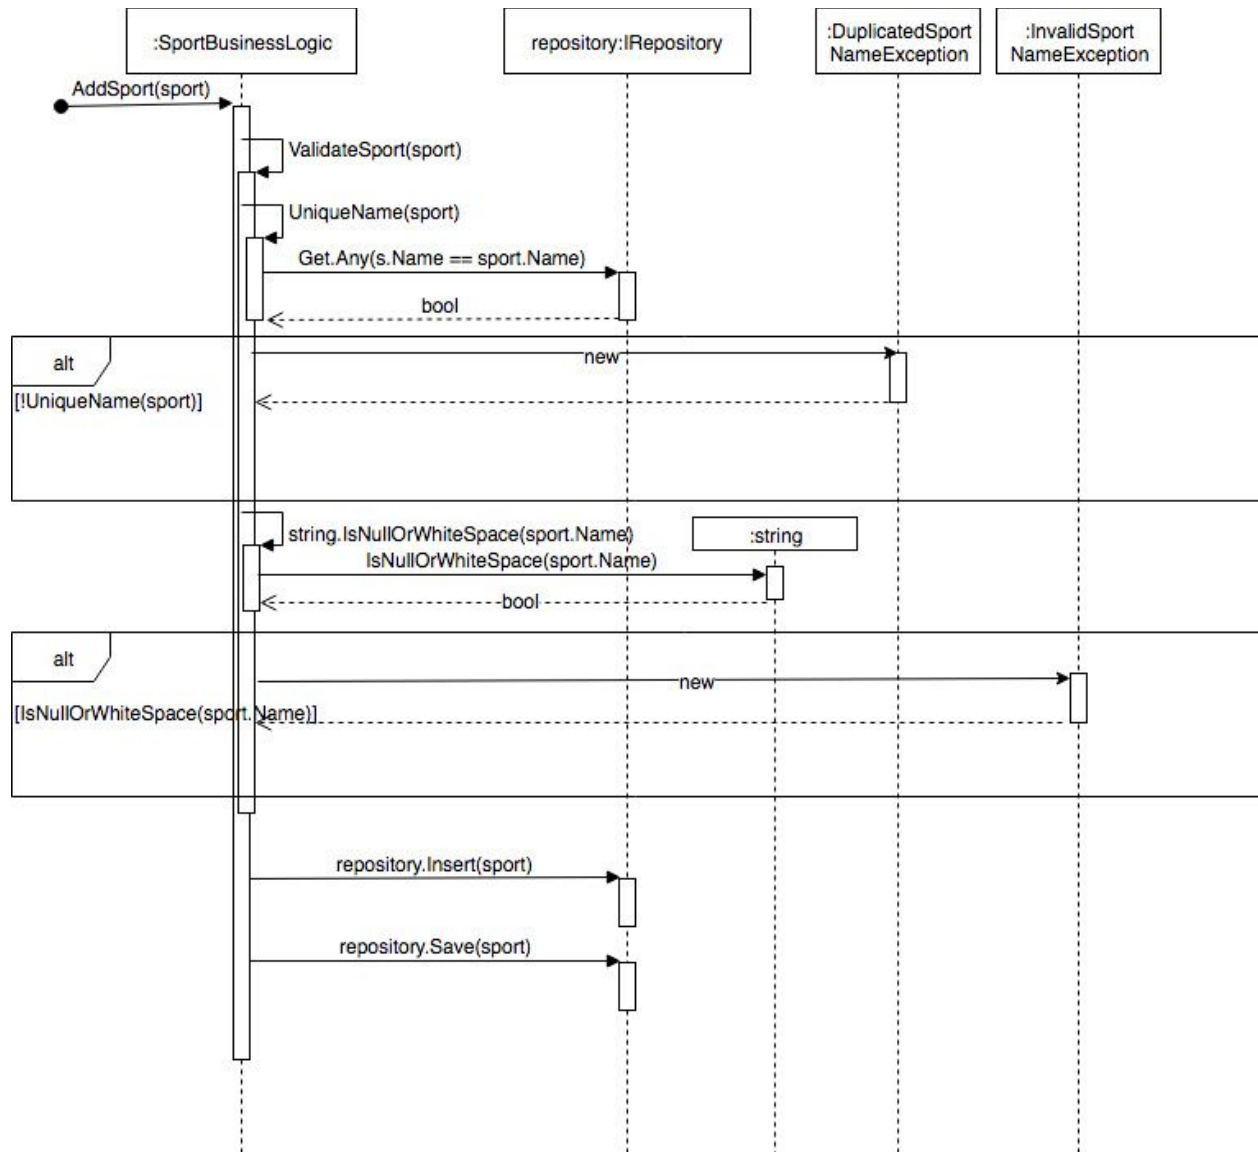 :SportBusinessLogic
repository:IRepository
:DuplicatedSport
NameException
:InvalidSport
NameException
AddSport(sport)
ValidateSport(sport)
UniqueName(sport)
Get.Any(s.Name == sport.Name)
bool
alt
new
[!UniqueName(sport)]
string.IsNullOrWhiteSpace(sport.Name)
:string
IsNullOrWhiteSpace(sport.Name)
bool
alt
new
[IsNullOrWhiteSpace(sport.Name)]
repository.Insert(sport)
repository.Save(sport)